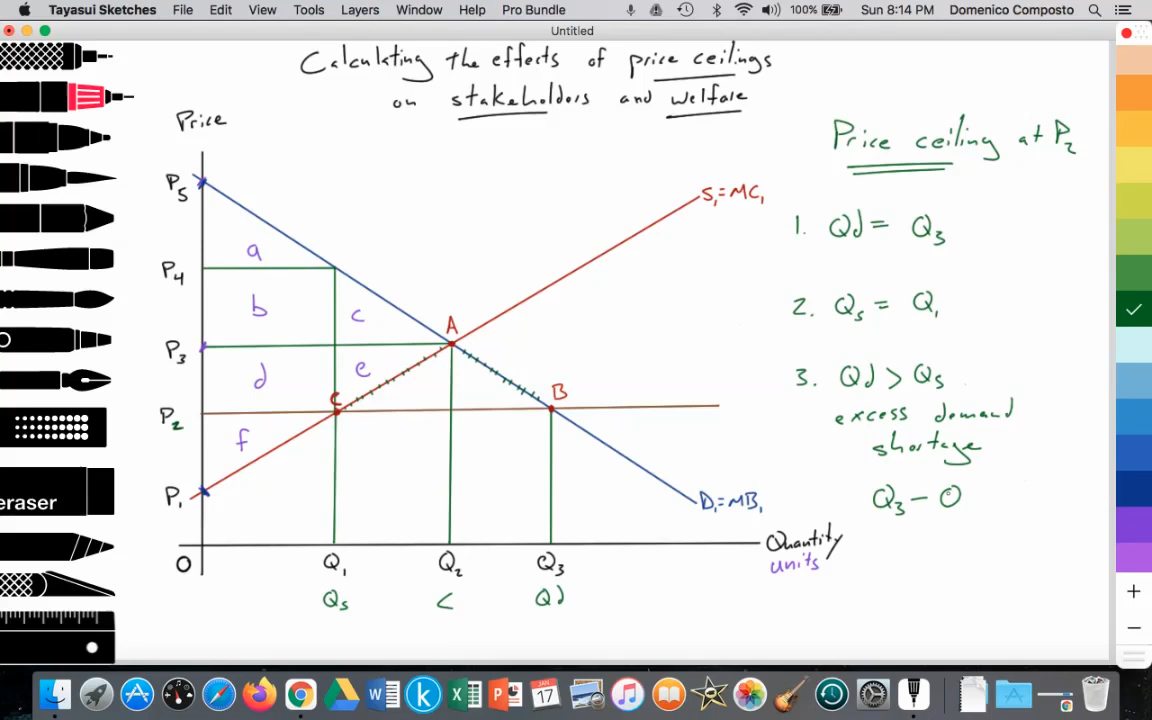 Tayasui Sketches File Edit View Tools Layers Window Help Pro Bundle 100% Sun 8:14 PM Domenico Composto
Untitled
Calculating the effects of price ceilings
on stakeholders and welfare
Price
Price ceiling at P2
P5
S1=MC1
a
1. Qd = Q3
P4
b
c
2. Qs = Q1
A
P3
d
e
3. Qd > Qs
C
B
P2
excess demand
f
shortage
P1
D1=MB1
Q3 - O
eraser
Quantity
units
O
Q1
Q2
Q3
Qs
<
Qd
JAN
17